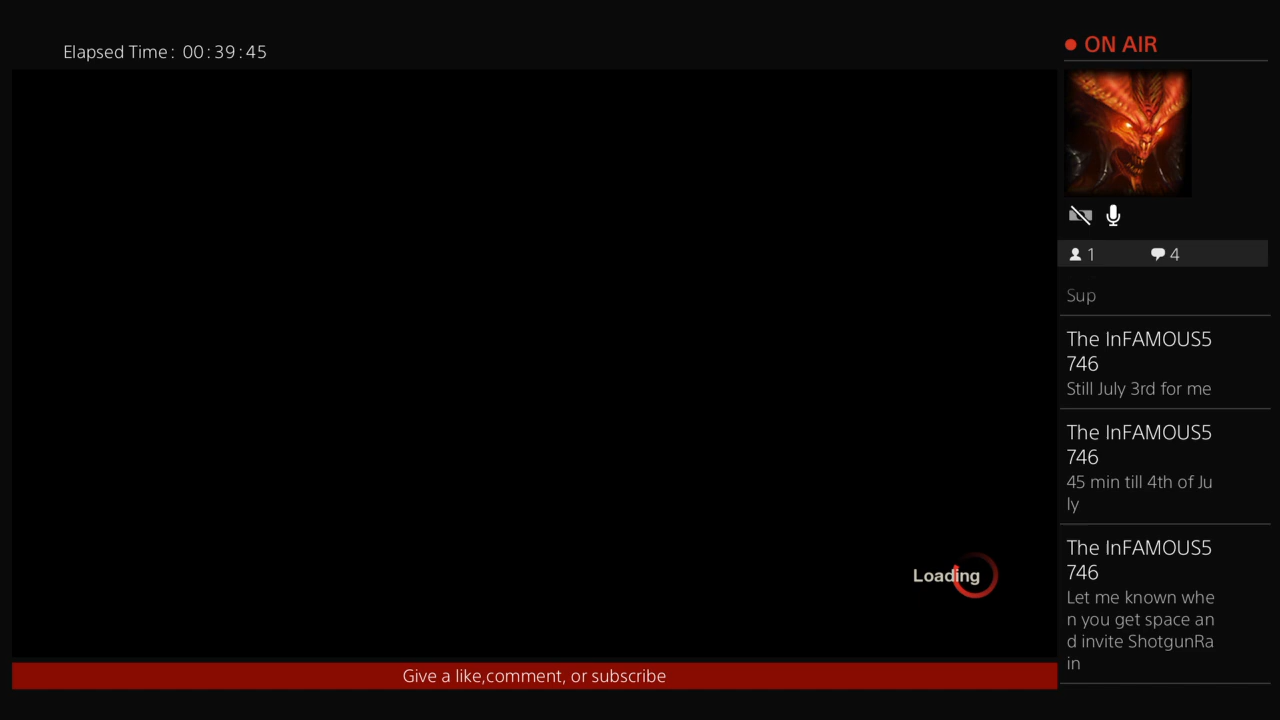 Elapsed Time: 00:39:45
ON AIR
1 4
Sup
The InFAMOUS5
746
Still July 3rd for me
The InFAMOUS5
746
45 min till 4th of Ju
ly
The InFAMOUS5
746
Let me known whe
n you get space an
d invite ShotgunRa
in
Loading
Give a like,comment, or subscribe